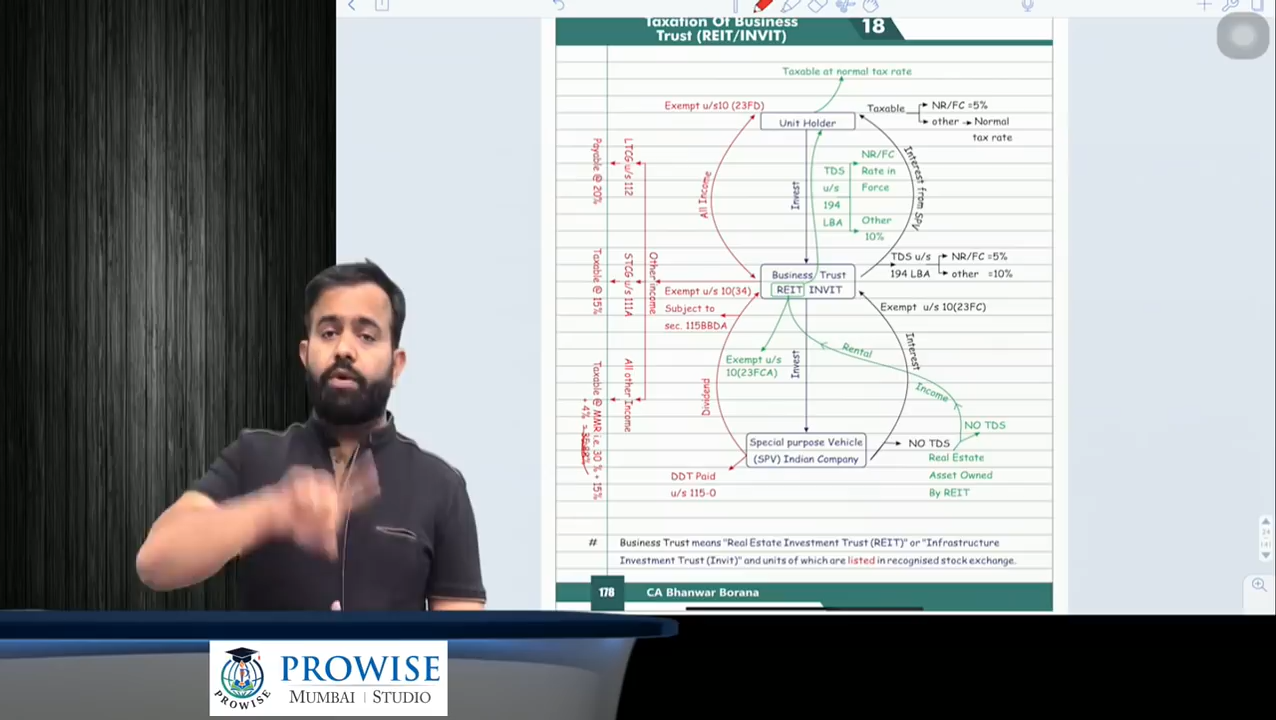 Taxation Of Business
Trust (REIT/INVIT)
18
Taxable at normal tax rate
Exempt u/s10 (23FD)
Unit Holder
Taxable
NR/FC =5%
other → Normal
tax rate
LTCG u/s 112
Payable @ 20%
All Income
Invest
TDS
u/s
194
LBA
NR/FC
Rate in
Force
Other
10%
Interest from SPV
TDS u/s
194 LBA
NR/FC =5%
other =10%
Business Trust
REIT INVIT
Other income
STCG u/s 111A
Taxable @ 15%
Exempt u/s 10(34)
Subject to
sec. 115BBDA
Exempt u/s 10(23FC)
Exempt u/s
10(23FCA)
Invest
Rental
Income
Interest
Dividend
All other Income
Taxable @ MMR i.e. 30 % + 15%
+ 4%
NO TDS
Special purpose Vehicle
(SPV) Indian Company
NO TDS
Real Estate
Asset Owned
By REIT
DDT Paid
u/s 115-O
# Business Trust means "Real Estate Investment Trust (REIT)" or "Infrastructure
Investment Trust (Invit)" and units of which are listed in recognised stock exchange.
178
CA Bhanwar Borana
PROWISE
PROWISE
MUMBAI | STUDIO